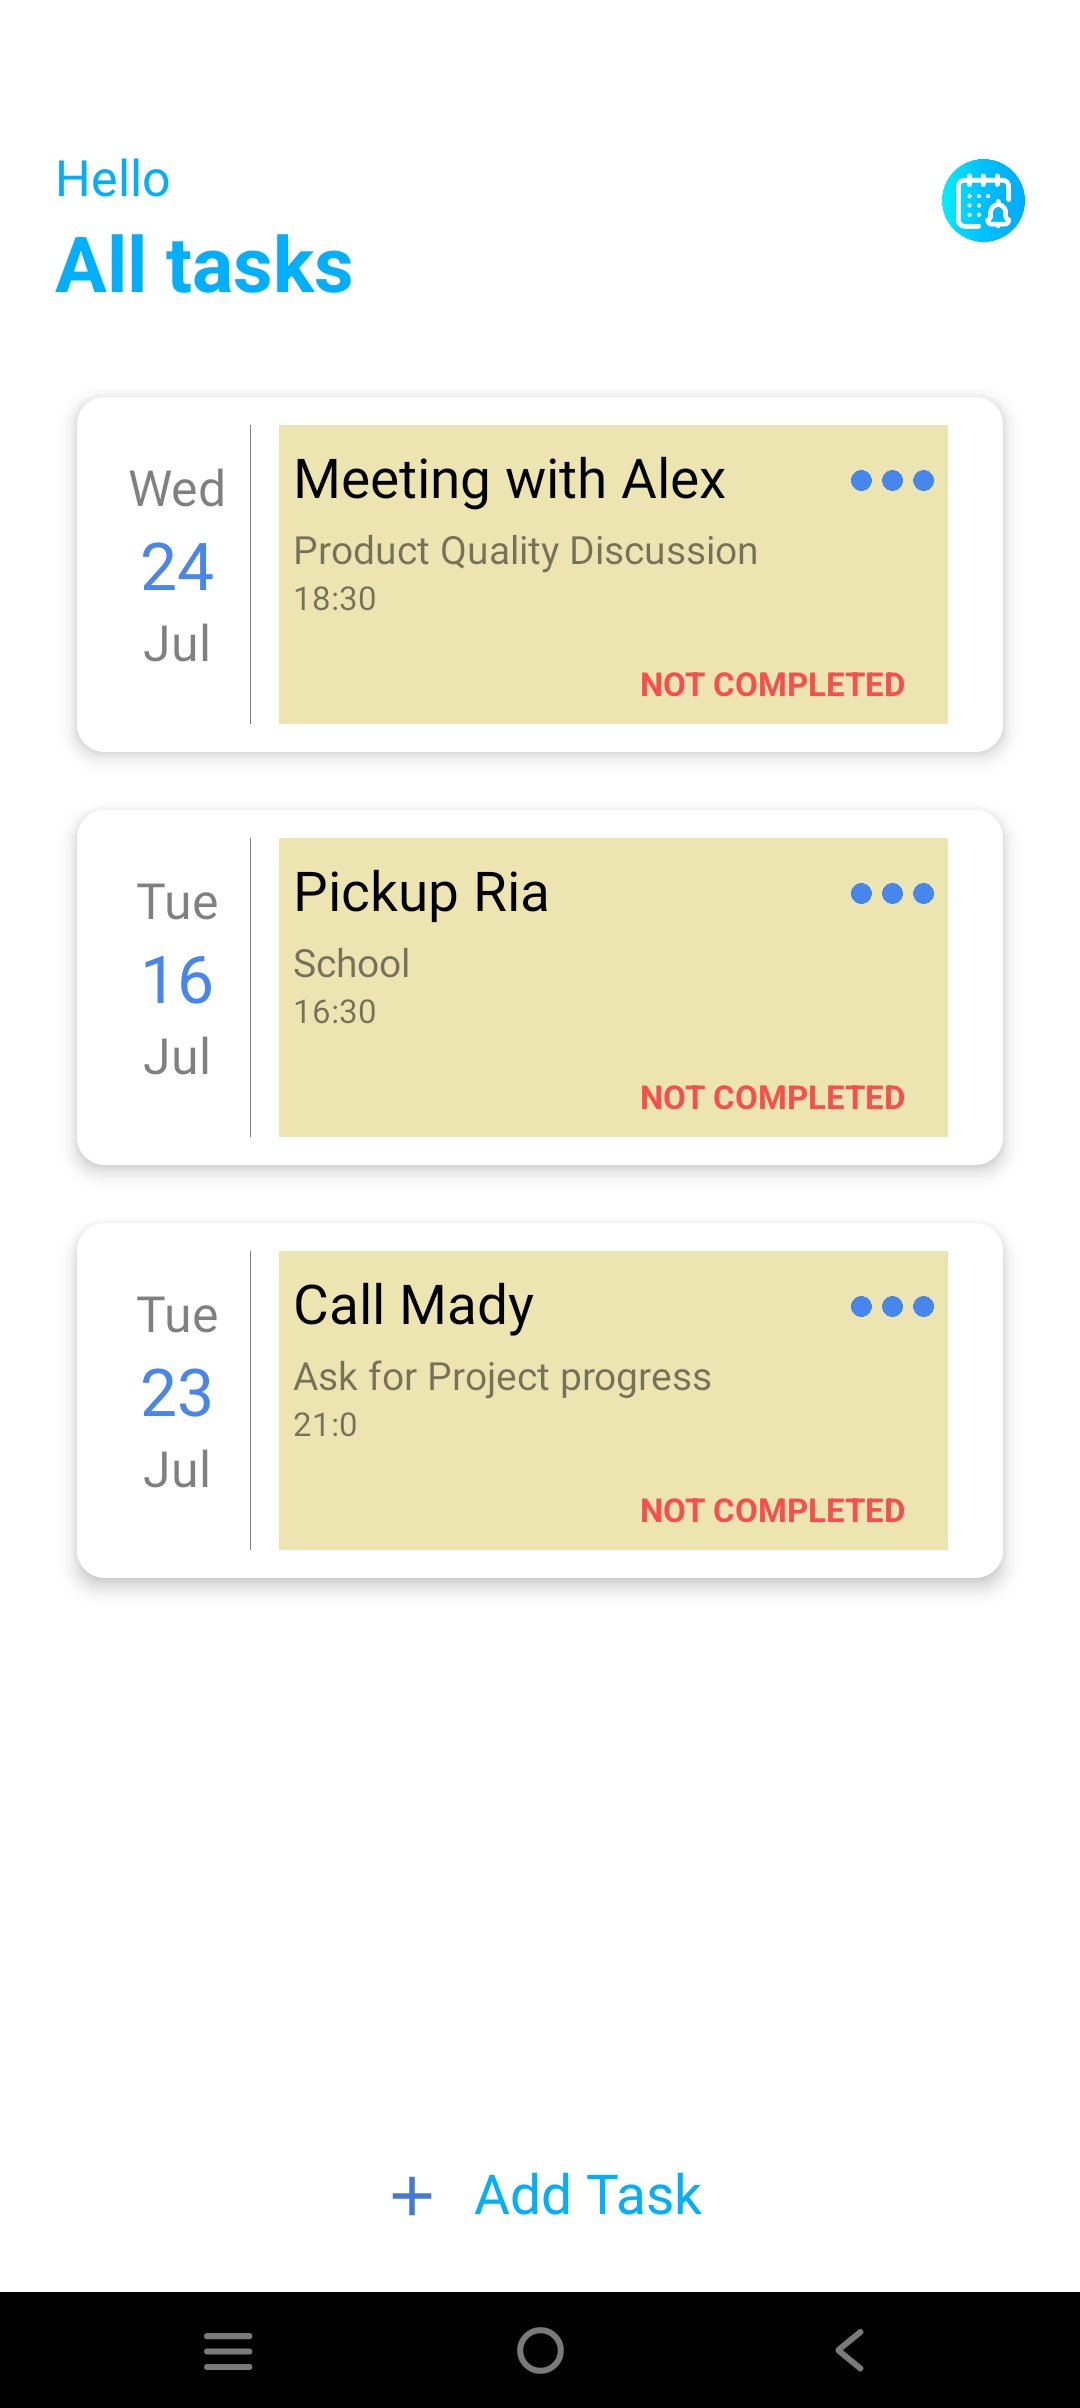 Hello
All tasks
Wed
24
Jul
Meeting with Alex
Product Quality Discussion
18:30
NOT COMPLETED
Tue
16
Jul
Pickup Ria
School
16:30
NOT COMPLETED
Tue
23
Jul
Call Mady
Ask for Project progress
21:0
NOT COMPLETED
+ Add Task